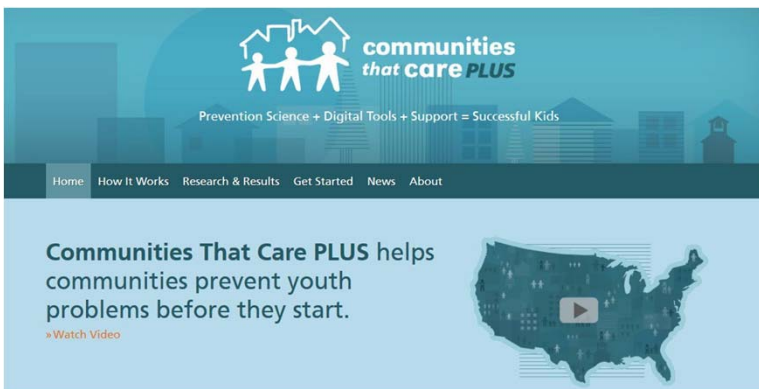 communities
that care PLUS
Prevention Science + Digital Tools + Support = Successful Kids
Home How It Works Research & Results Get Started News About
Communities That Care PLUS helps
communities prevent youth
problems before they start.
»Watch Video